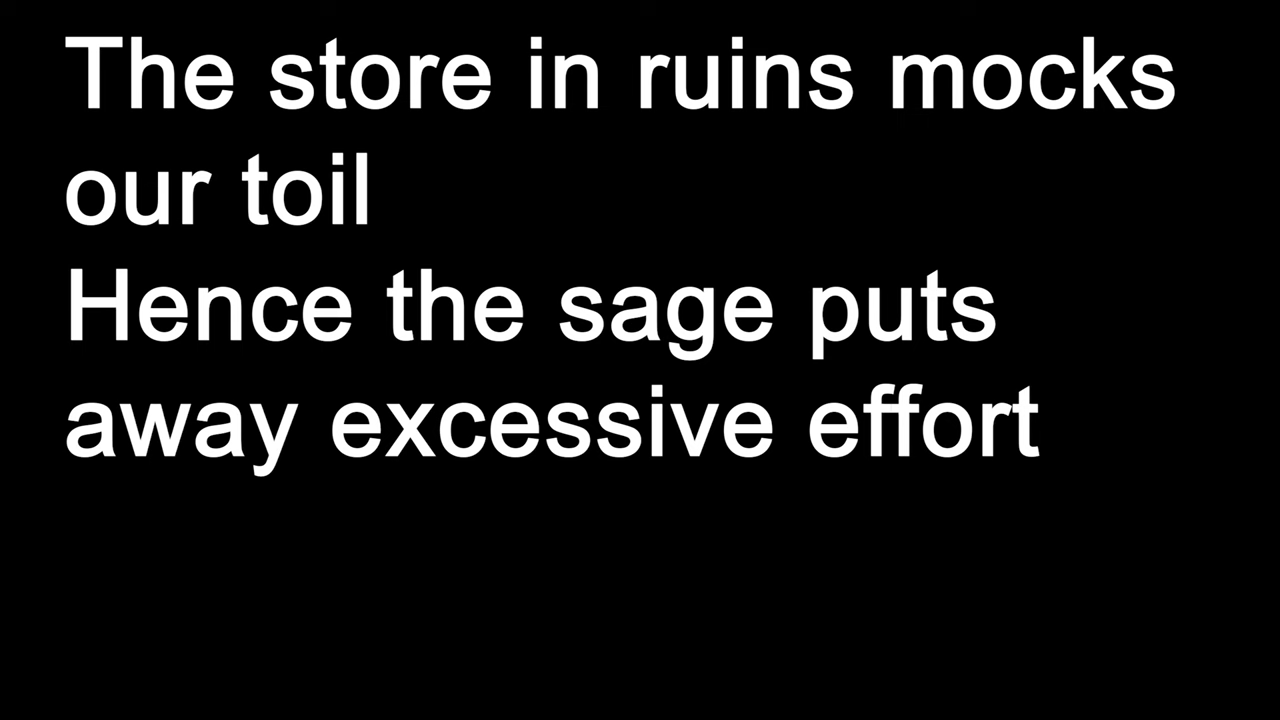 The store in ruins mocks
our toil
Hence the sage puts
away excessive effort